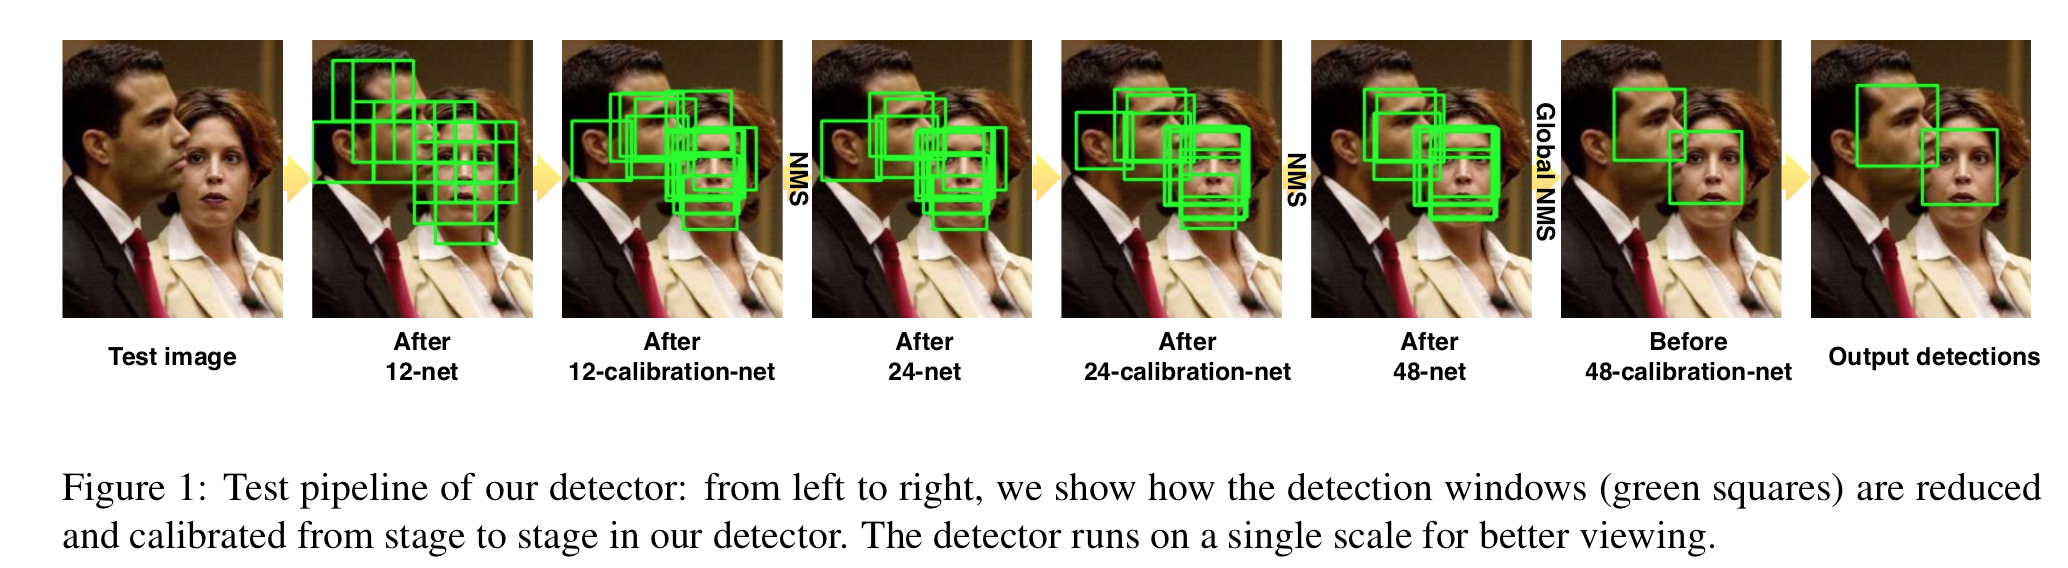 NMS
NMS
Global NMS
Test image
After
12-net
After
12-calibration-net
After
24-net
After
24-calibration-net
After
48-net
Before
48-calibration-net
Output detections
Figure 1: Test pipeline of our detector: from left to right, we show how the detection windows (green squares) are reduced
and calibrated from stage to stage in our detector. The detector runs on a single scale for better viewing.